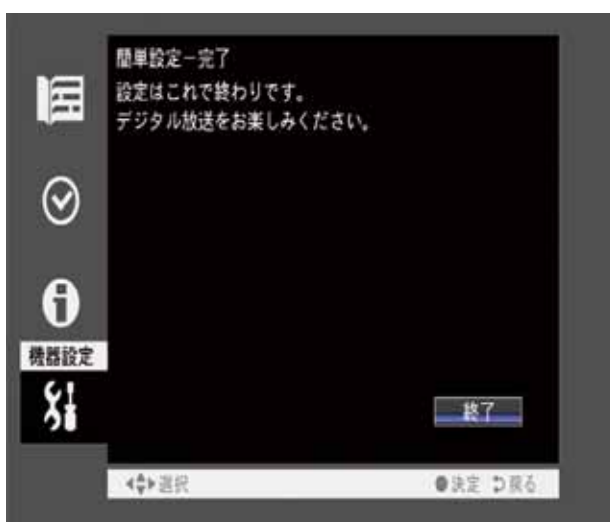 簡単設定－完了
設定はこれで終わりです。
デジタル放送をお楽しみください。
機器設定
終了
選択
決定 戻る